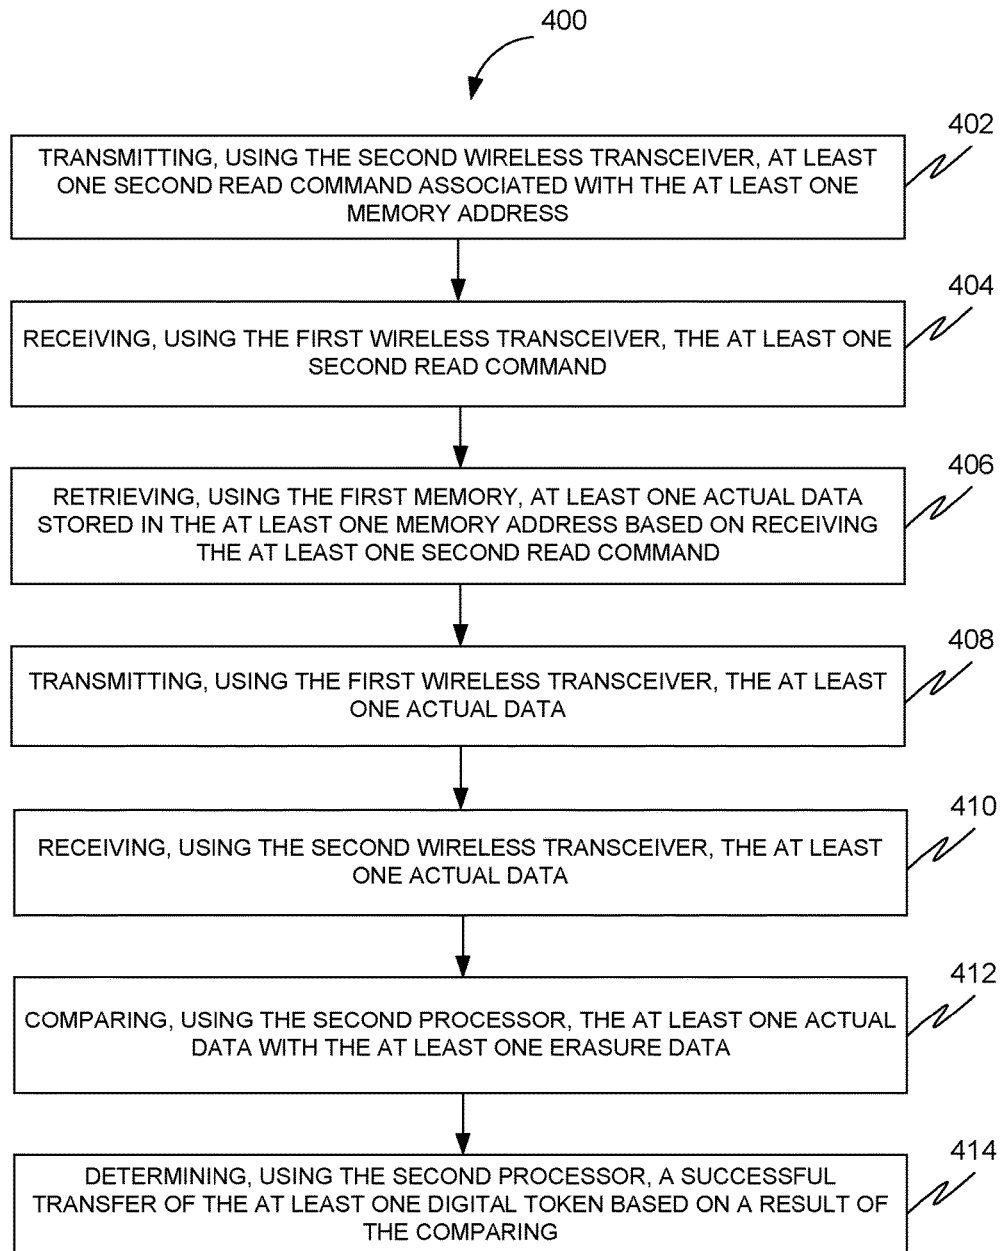 400
402
TRANSMITTING, USING THE SECOND WIRELESS TRANSCEIVER, AT LEAST
ONE SECOND READ COMMAND ASSOCIATED WITH THE AT LEAST ONE
MEMORY ADDRESS
404
RECEIVING, USING THE FIRST WIRELESS TRANSCEIVER, THE AT LEAST ONE
SECOND READ COMMAND
406
RETRIEVING, USING THE FIRST MEMORY, AT LEAST ONE ACTUAL DATA
STORED IN THE AT LEAST ONE MEMORY ADDRESS BASED ON RECEIVING
THE AT LEAST ONE SECOND READ COMMAND
408
TRANSMITTING, USING THE FIRST WIRELESS TRANSCEIVER, THE AT LEAST
ONE ACTUAL DATA
410
RECEIVING, USING THE SECOND WIRELESS TRANSCEIVER, THE AT LEAST
ONE ACTUAL DATA
412
COMPARING, USING THE SECOND PROCESSOR, THE AT LEAST ONE ACTUAL
DATA WITH THE AT LEAST ONE ERASURE DATA
414
DETERMINING, USING THE SECOND PROCESSOR, A SUCCESSFUL
TRANSFER OF THE AT LEAST ONE DIGITAL TOKEN BASED ON A RESULT OF
THE COMPARING